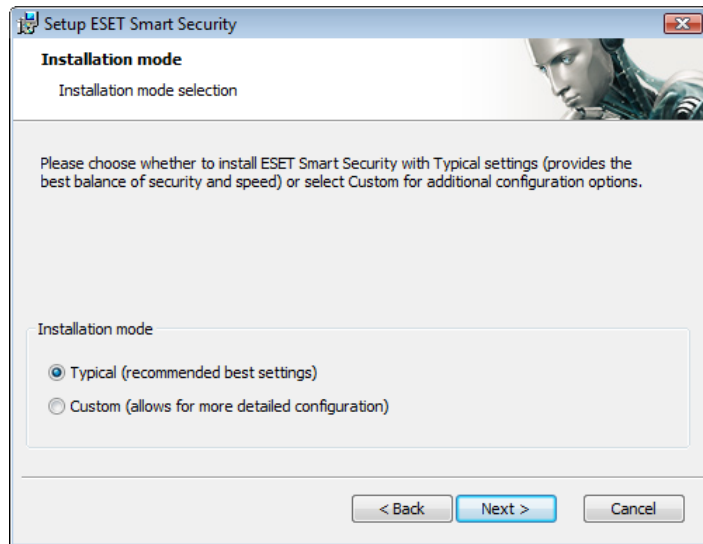 Setup ESET Smart Security
Installation mode
Installation mode selection
Please choose whether to install ESET Smart Security with Typical settings (provides the
best balance of security and speed) or select Custom for additional configuration options.
Installation mode
Typical (recommended best settings)
Custom (allows for more detailed configuration)
< Back
Next >
Cancel